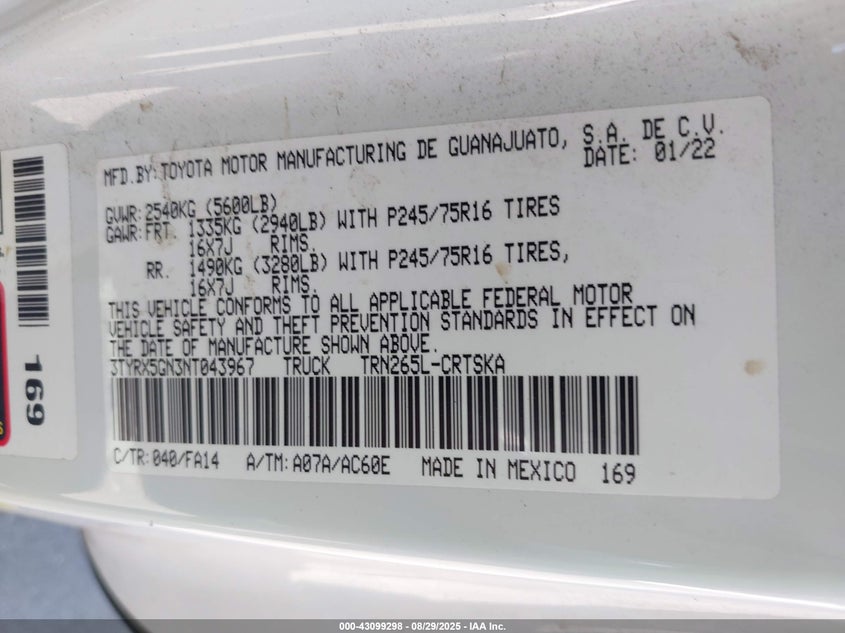 MFD.BY:TOYOTA MOTOR MANUFACTURING DE GUANAJUATO, S.A. DE C.V.
DATE: 01/22
GVWR: 2540KG (5600LB)
GAWR: FRT. 1335KG (2940LB) WITH P245/75R16 TIRES
16X7J RIMS.
RR. 1490KG (3280LB) WITH P245/75R16 TIRES,
16X7J RIMS.
THIS VEHICLE CONFORMS TO ALL APPLICABLE FEDERAL MOTOR
VEHICLE SAFETY AND THEFT PREVENTION STANDARDS IN EFFECT ON
THE DATE OF MANUFACTURE SHOWN ABOVE.
3TYRX5GN3NT043967 TRUCK TRN265L-CRTSKA
C/TR:040/FA14 A/TM:A07A/AC60E MADE IN MEXICO 169
169
000-43099298 - 08/29/2025 - IAA Inc.